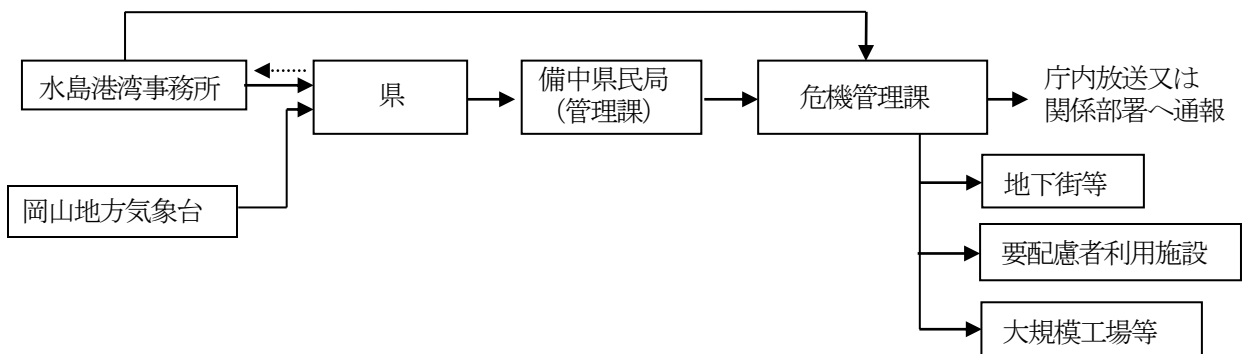 水島港湾事務所
県
備中県民局
（管理課）
危機管理課
庁内放送又は
関係部署へ通報
岡山地方気象台
地下街等
要配慮者利用施設
大規模工場等